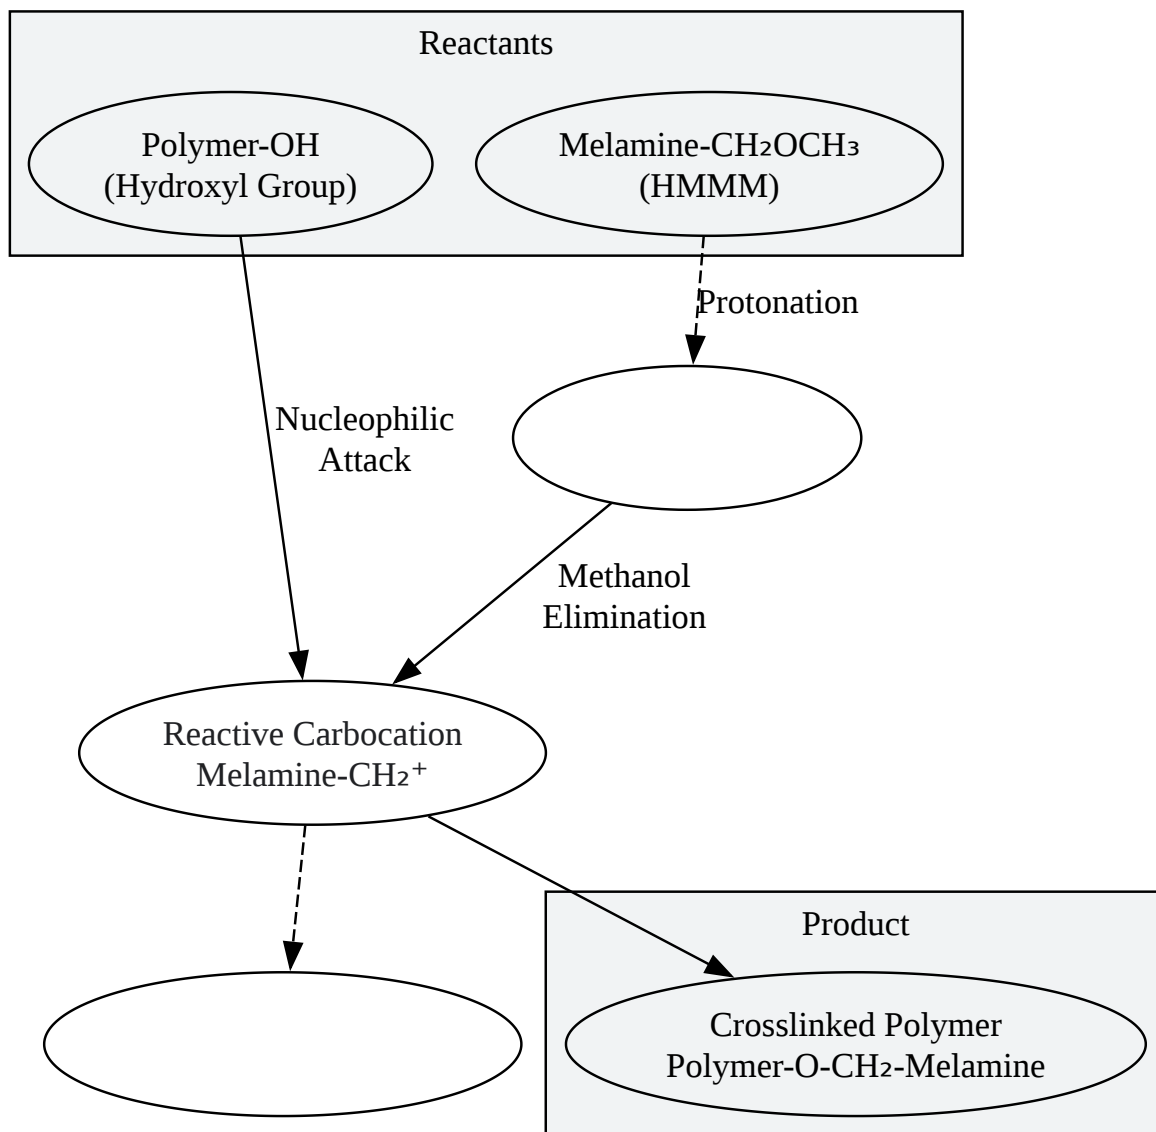 Reactants
Polymer-OH
(Hydroxyl Group)
Melamine-CH₂OCH₃
(HMMM)
Protonation
Nucleophilic
Attack
Methanol
Elimination
Reactive Carbocation
Melamine-CH₂⁺
Product
Crosslinked Polymer
Polymer-O-CH₂-Melamine